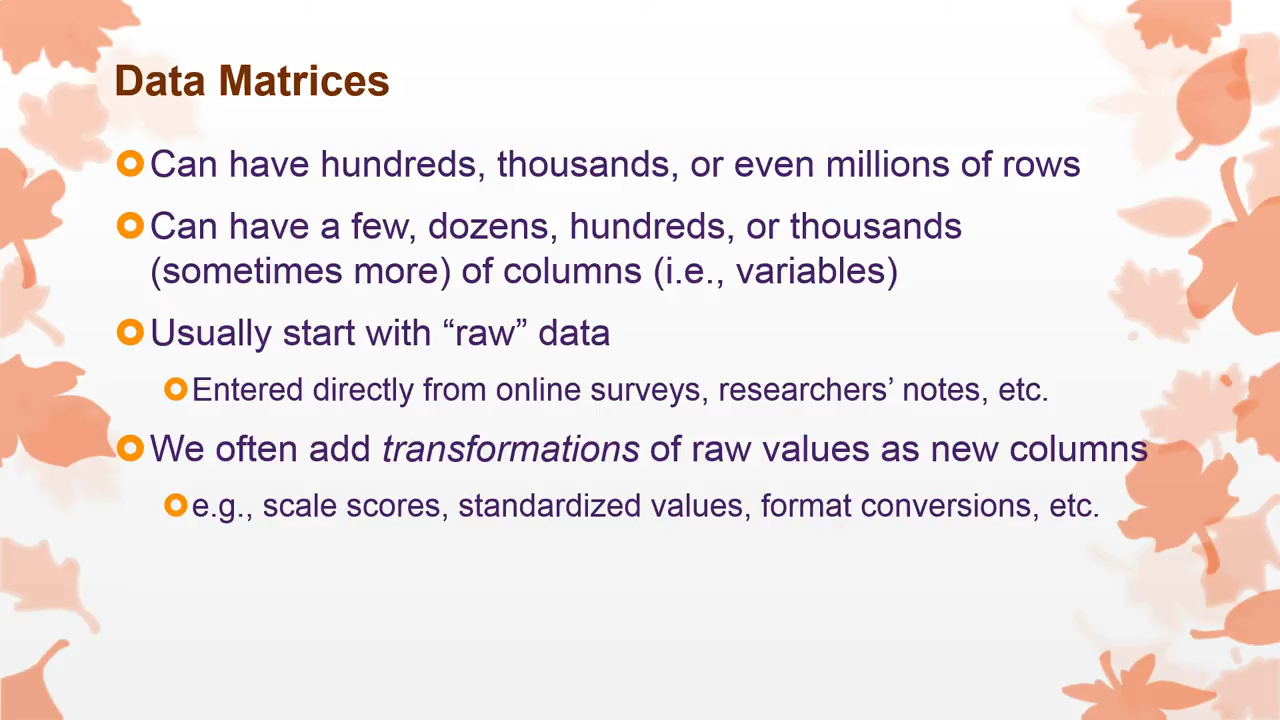 Data Matrices
Can have hundreds, thousands, or even millions of rows
Can have a few, dozens, hundreds, or thousands
(sometimes more) of columns (i.e., variables)
Usually start with “raw” data
Entered directly from online surveys, researchers’ notes, etc.
We often add transformations of raw values as new columns
e.g., scale scores, standardized values, format conversions, etc.